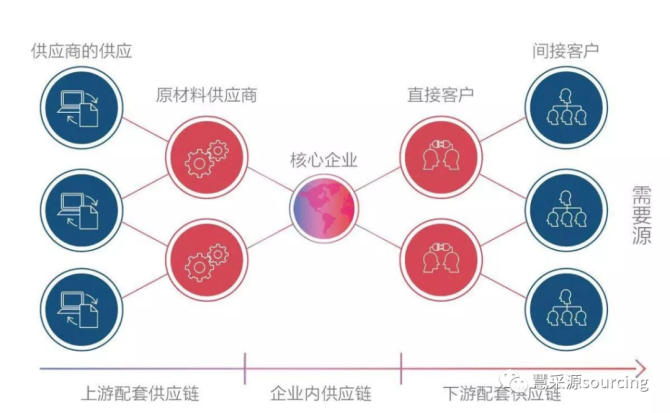 供应商的供应
间接客户
原材料供应商
直接客户
核心企业
需要源
慧采源sourcing
上游配套供应链
企业内供应链
下游配套供应链